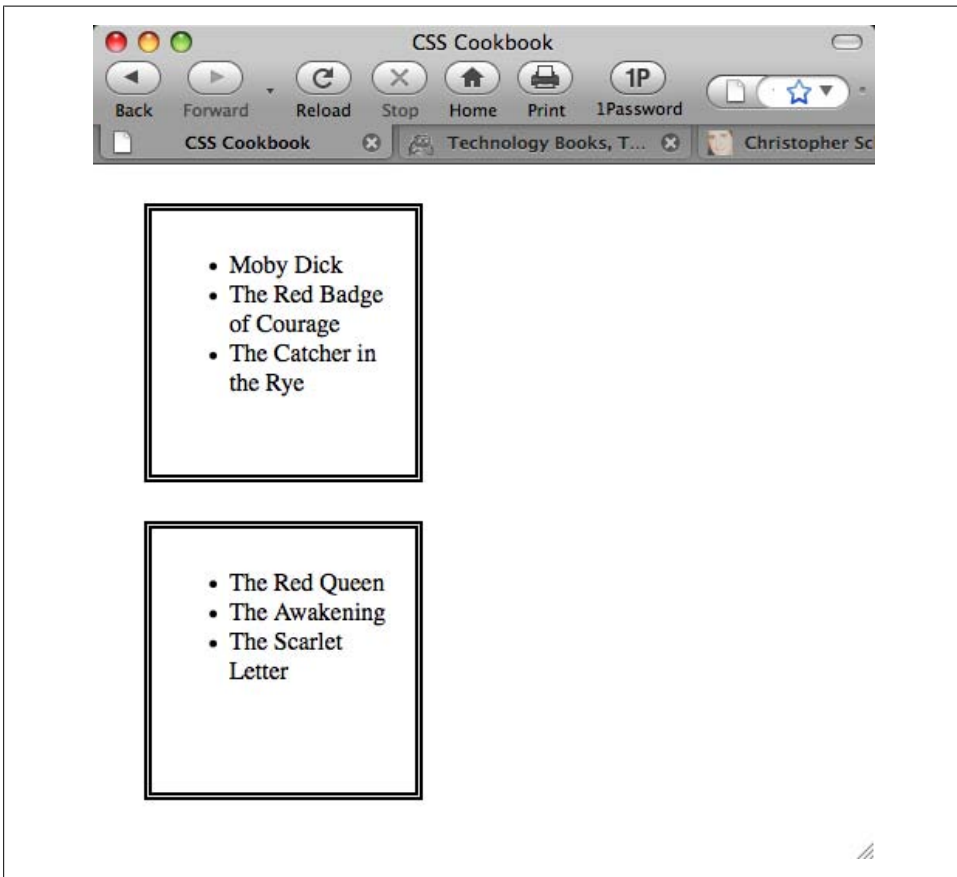 CSS Cookbook
1P
Back Forward Reload Stop Home Print 1Password
CSS Cookbook Technology Books, T... Christopher Sc
• Moby Dick
• The Red Badge
of Courage
• The Catcher in
the Rye
• The Red Queen
• The Awakening
• The Scarlet
Letter